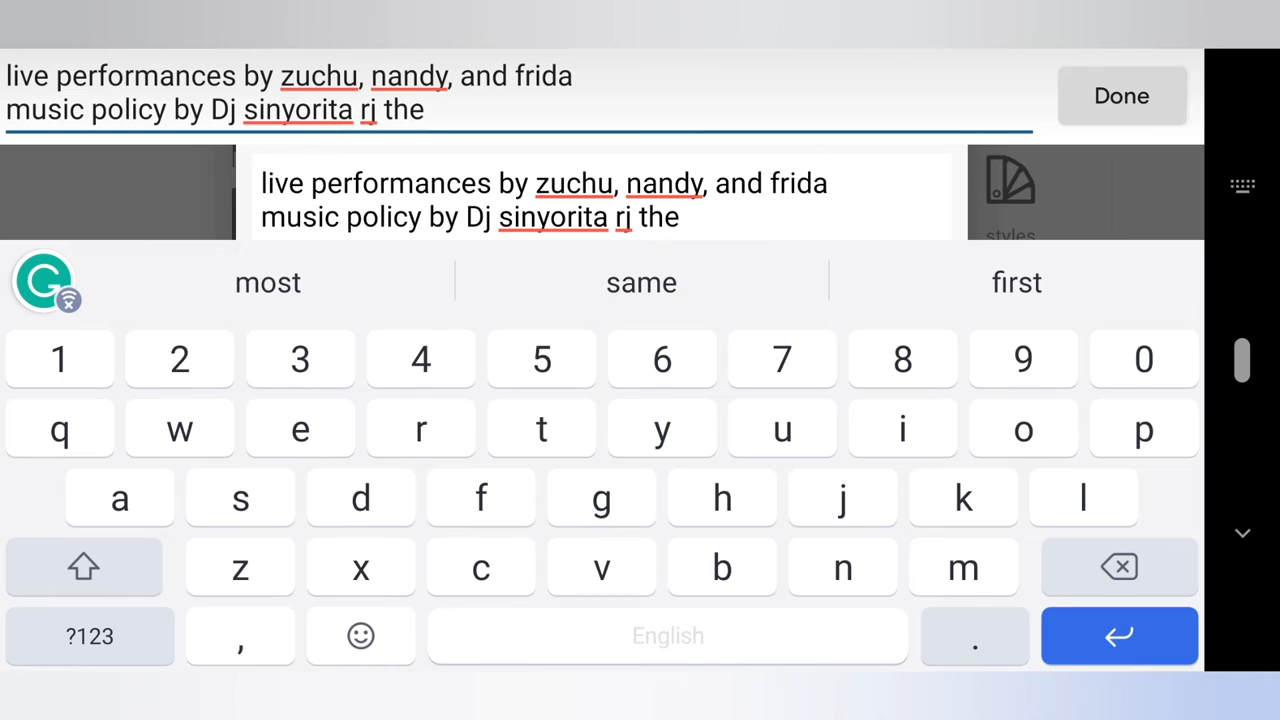 live performances by zuchu, nandy, and frida
music policy by Dj sinyorita rj the
Done
live performances by zuchu, nandy, and frida
music policy by Dj sinyorita rj the
styles
most same first
1 2 3 4 5 6 7 8 9 0
q w e r t y u i o p
a s d f g h j k l
z x c v b n m
?123 , English .